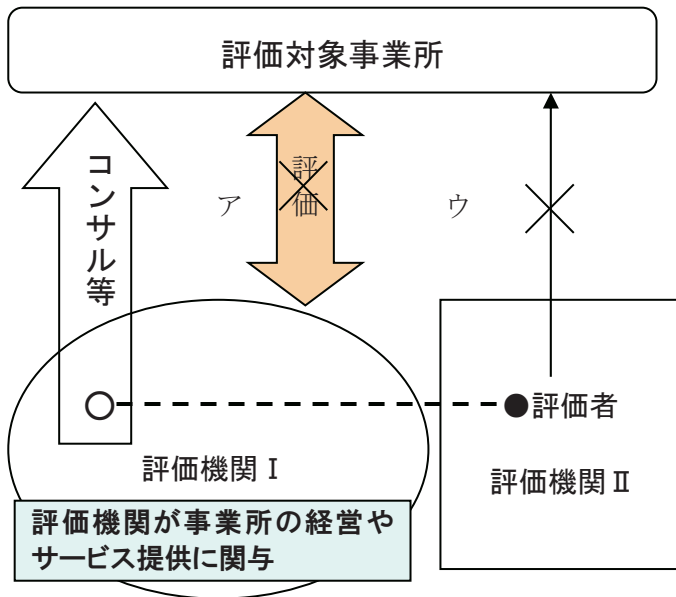 評価対象事業所
コンサル等
ア
評価
ウ
評価者
評価機関Ⅰ
評価機関Ⅱ
評価機関が事業所の経営や
サービス提供に関与